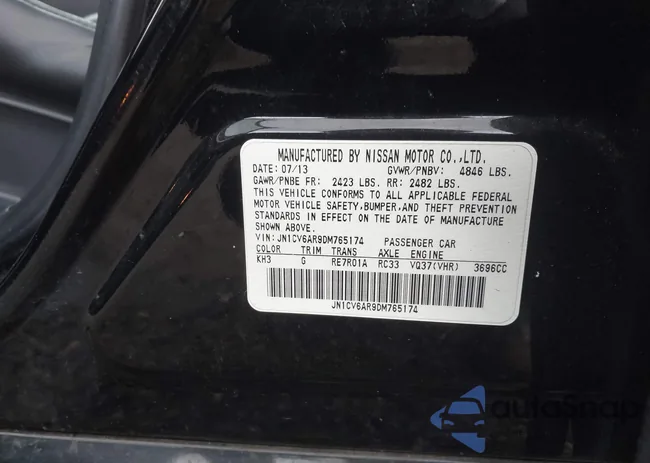 MANUFACTURED BY NISSAN MOTOR CO.,LTD.
DATE: 07/13 GVWR/PNBV: 4846 LBS.
GAWR/PNBE FR: 2423 LBS. RR: 2482 LBS.
THIS VEHICLE CONFORMS TO ALL APPLICABLE FEDERAL
MOTOR VEHICLE SAFETY,BUMPER,AND THEFT PREVENTION
STANDARDS IN EFFECT ON THE DATE OF MANUFACTURE
SHOWN ABOVE.
VIN: JN1CV6AR9DM765174 PASSENGER CAR
COLOR TRIM TRANS AXLE ENGINE
KH3 G RE7R01A RC33 VQ37(VHR) 3696CC
JN1CV6AR9DM765174
autoSnap